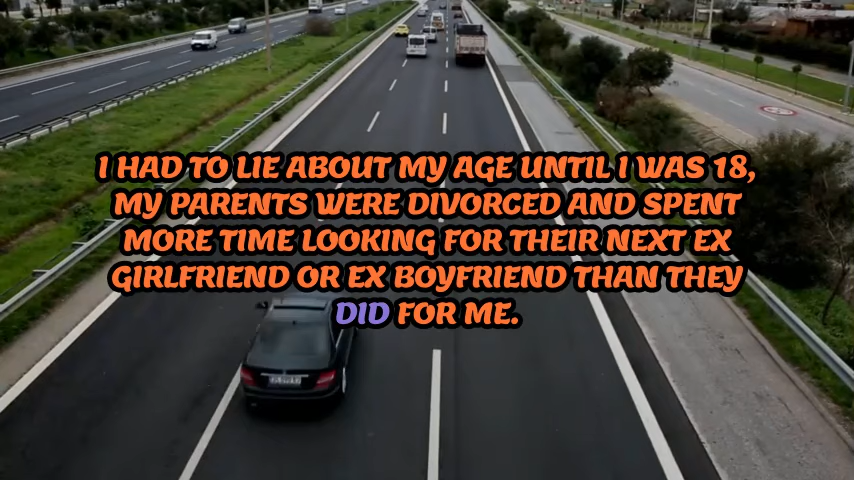 I HAD TO LIE ABOUT MY AGE UNTIL I WAS 18,
MY PARENTS WERE DIVORCED AND SPENT
MORE TIME LOOKING FOR THEIR NEXT EX
GIRLFRIEND OR EX BOYFRIEND THAN THEY
DID FOR ME.